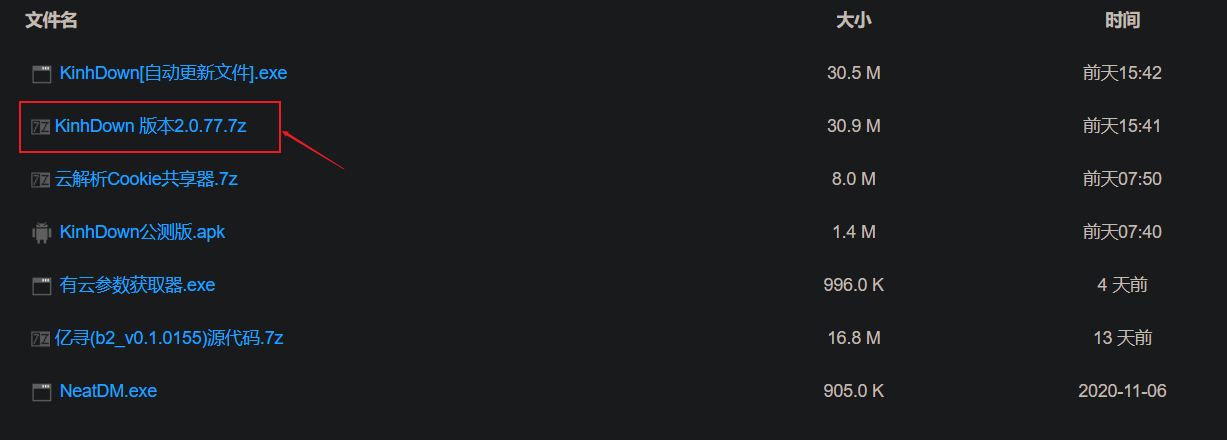 文件名 大小 时间
KinhDown[自动更新文件].exe 30.5 M 前天15:42
KinhDown 版本2.0.77.7z 30.9 M 前天15:41
云解析Cookie共享器.7z 8.0 M 前天07:50
KinhDown公测版.apk 1.4 M 前天07:40
有云参数获取器.exe 996.0 K 4 天前
亿寻(b2_v0.1.0155)源代码.7z 16.8 M 13 天前
NeatDM.exe 905.0 K 2020-11-06